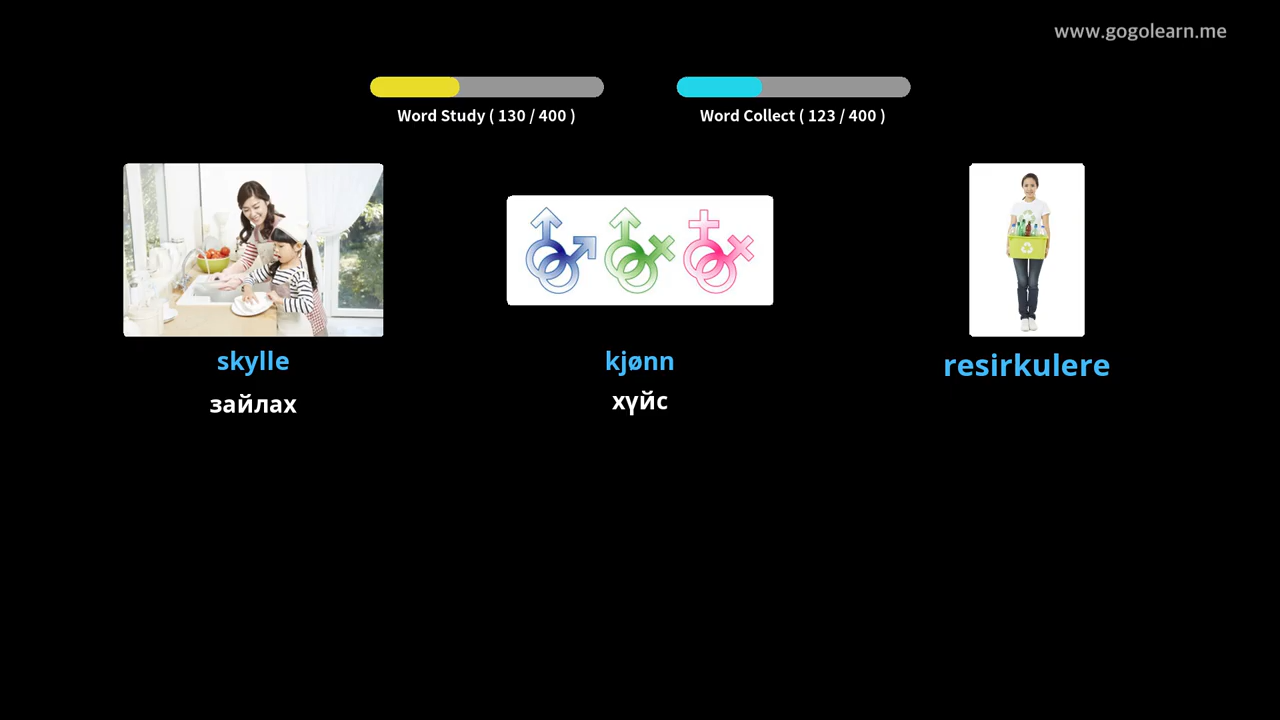 www.gogolearn.me
Word Study ( 130 / 400 )
Word Collect ( 123 / 400 )
skylle
зайлах
kjønn
хүйс
resirkulere